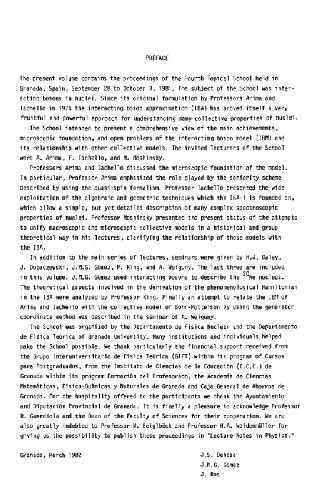 PREFACE
The present volume contains the proceedings of the Fourth Topical School held in
Granada, Spain, September 28 to October 3, 1981. The subject of the School was inter-
acting bosons in nuclei. Since its original formulation by Professors Arima and
Iachello in 1974 the interacting boson approximation (IBA) has proved itself a very
fruitful and powerful approach for understanding many collective properties of nuclei.
The School intended to present a comprehensive view of the main achievements,
microscopic foundation, and open problems of the interacting boson model (IBM) and
its relationship with other collective models. The invited lecturers of the School
were A. Arima, F. Iachello, and M. Moshinsky.
Professors Arima and Iachello discussed the microscopic foundation of the model.
In particular, Professor Arima emphasized the role played by the seniority scheme
described by using the quasi-spin formalism. Professor Iachello presented the wide
exploitation of the algebraic and geometric techniques which the IBA-1 is founded on,
which allow a simple, but yet detailed description of many complex spectroscopic
properties of nuclei. Professor Moshinsky presented the present status of the attempts
to unify macroscopic and microscopic collective models in a historical and group
theoretical way in his lectures, clarifying the relationship of those models with
the IBA.
In addition to the main series of lectures, seminars were given by H.J. Daley,
J. Dobaczewski, J.M.G. Gómez, P. King, and A. Weiguny. The last three are included
in this volume. J.M.G. Gómez used interacting bosons to describe the 20Ne nucleus.
The theoretical aspects involved in the derivation of the phenomenological Hamiltonian
in the IBA were analyzed by Professor King. Finally an attempt to relate the IBM of
Arima and Iachello with the collective model of Bohr-Mottelson by using the generator
coordinate method was described in the seminar of A. Weiguny.
The School was organized by the Departamento de Física Nuclear und the Departamento
de Física Teórica of Granada University. Many institutions and individuals helped
make the School possible. We thank particularly the financial support received from
the Grupo Interuniversitario de Física Teórica (GIFT) within its program of Cursos
para Postgraduados, from the Instituto de Ciencias de la Educación (I.C.E.) de
Granada within its program Formación del Profesorado, the Academia de Ciencias
Matemáticas, Físico-Químicas y Naturales de Granada and Caja General de Ahorros de
Granada. For the hospitality offered to the participants we thank the Ayuntamiento
and Diputación Provincial de Granada. It is finally a pleasure to acknowledge Professor
R. Guardiola and the Dean of the Faculty of Sciences for their cooperation. We are
also greatly indebted to Professor W. Beiglböck and Professor H.A. Weidenmüller for
giving us the possibility to publish these proceedings in "Lecture Notes in Physics."
Granada, March 1982
J.S. Dehesa
J.M.G. Gomez
J. Ros